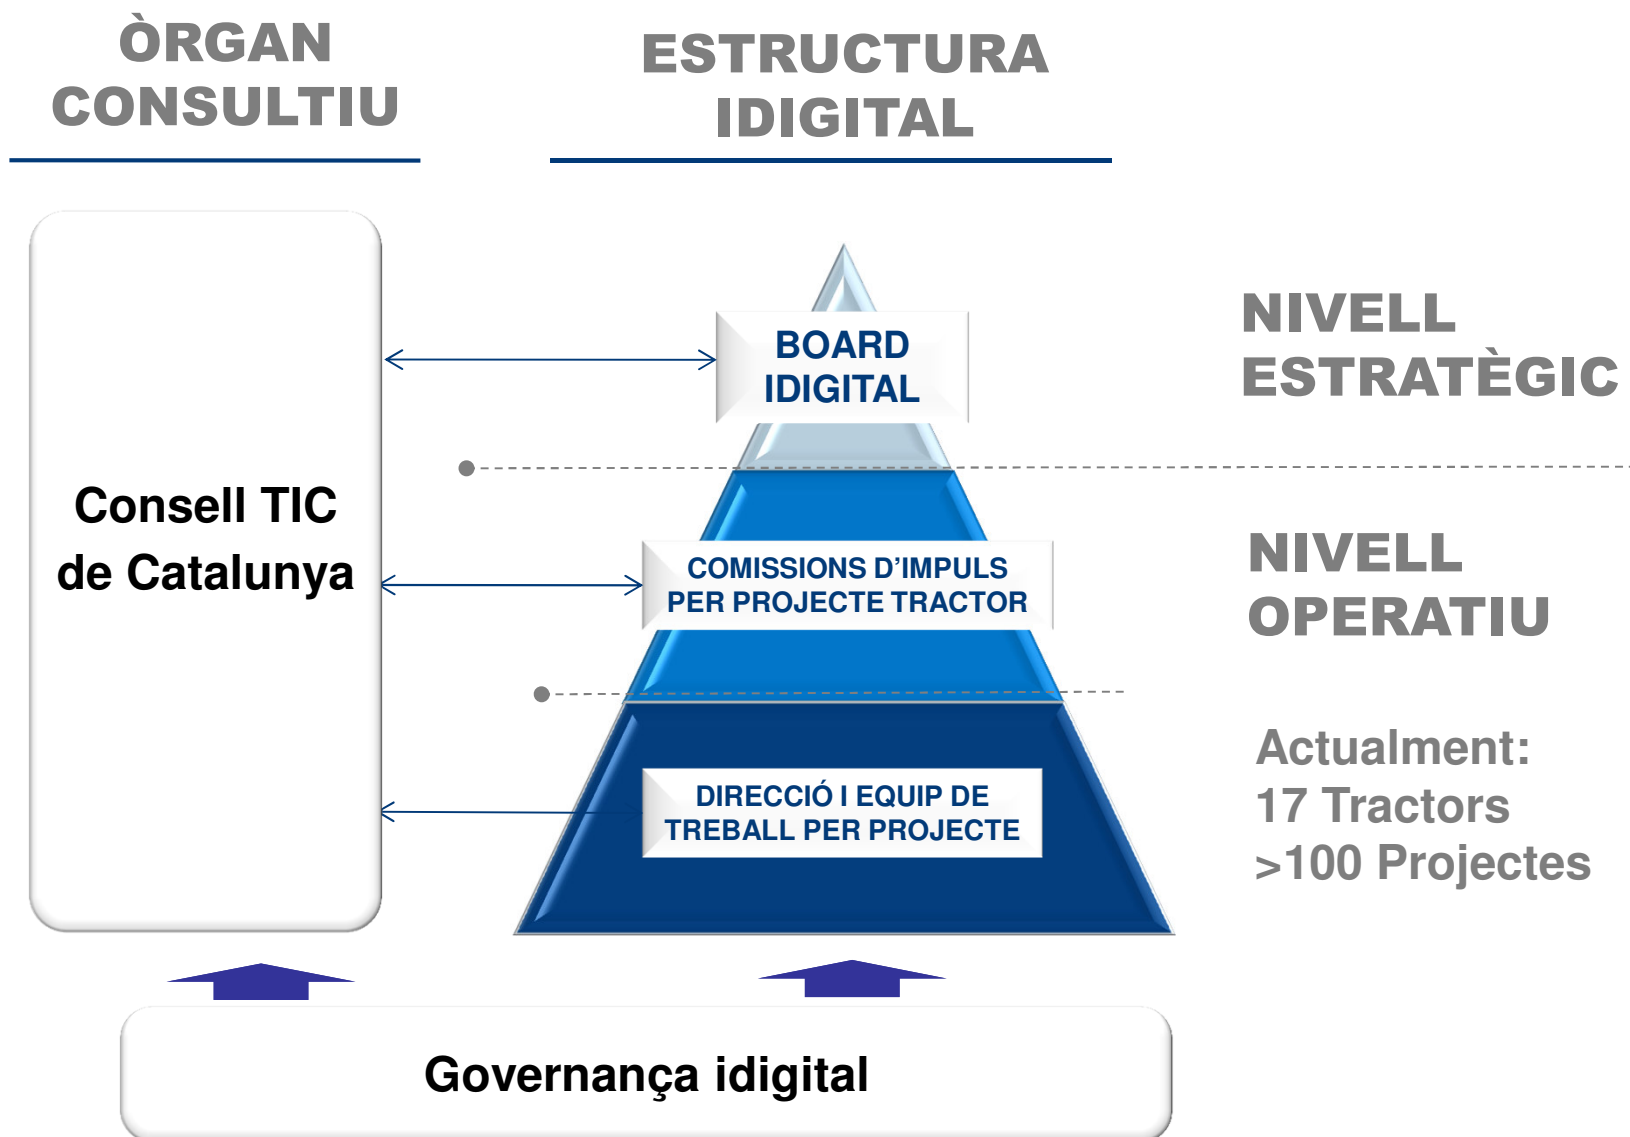 ÒRGAN
CONSULTIU
ESTRUCTURA
IDIGITAL
Consell TIC
de Catalunya
BOARD
IDIGITAL
COMISSIONS D’IMPULS
PER PROJECTE TRACTOR
DIRECCIÓ I EQUIP DE
TREBALL PER PROJECTE
NIVELL
ESTRATÈGIC
NIVELL
OPERATIU
Actualment:
17 Tractors
>100 Projectes
Governança idigital